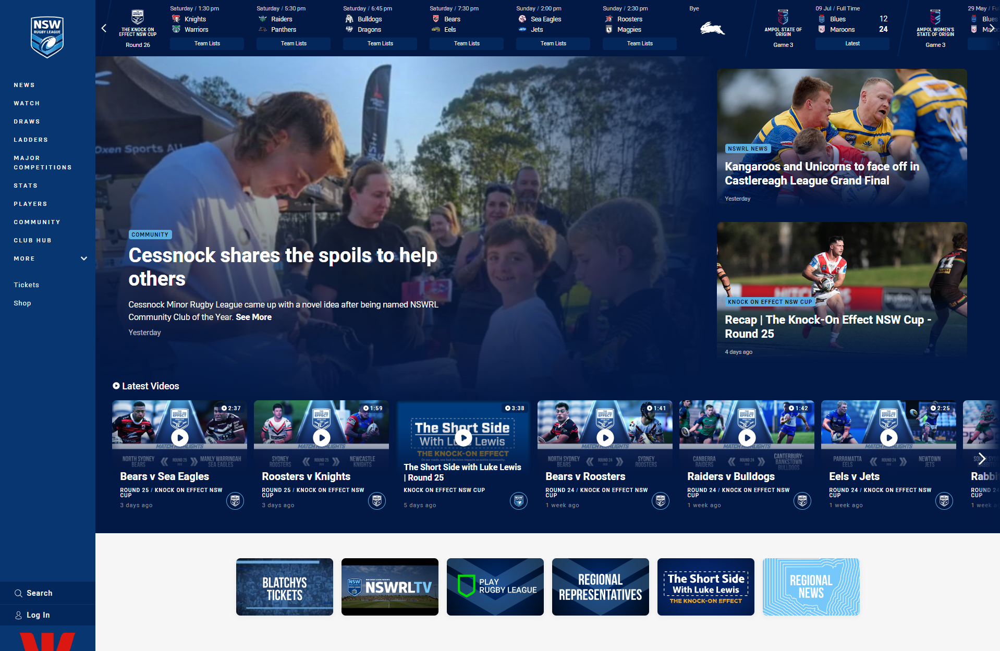 NSW
RUGBY LEAGUE
NEWS
WATCH
DRAWS
LADDERS
MAJOR
COMPETITIONS
STATS
PLAYERS
COMMUNITY
CLUB HUB
MORE
Tickets
Shop
Search
Log In
THE KNOCK ON
EFFECT NSW CUP
Round 26
Saturday / 1:30 pm
Knights
Warriors
Team Lists
Saturday / 5:30 pm
Raiders
Panthers
Team Lists
Saturday / 6:45 pm
Bulldogs
Dragons
Team Lists
Saturday / 7:30 pm
Bears
Eels
Team Lists
Sunday / 2:00 pm
Sea Eagles
Jets
Team Lists
Sunday / 2:30 pm
Roosters
Magpies
Team Lists
Bye
AMPOL STATE OF
ORIGIN
Game 3
09 Jul / Full Time
Blues 12
Maroons 24
Latest
AMPOL WOMEN'S
STATE OF ORIGIN
Game 3
29 May /
Blues
COMMUNITY
Cessnock shares the spoils to help
others
Cessnock Minor Rugby League came up with a novel idea after being named NSWRL
Community Club of the Year. See More
Yesterday
NSWRL NEWS
Kangaroos and Unicorns to face off in
Castlereagh League Grand Final
Yesterday
KNOCK ON EFFECT NSW CUP
Recap | The Knock-On Effect NSW Cup -
Round 25
4 days ago
Latest Videos
2:37
MATCH HIGHLIGHTS
NORTH SYDNEY
BEARS
ROUND 25
MANLY WARRINGAH
SEA EAGLES
Bears v Sea Eagles
ROUND 25 / KNOCK ON EFFECT NSW
CUP
3 days ago
1:59
MATCH HIGHLIGHTS
SYDNEY
ROOSTERS
ROUND 25
NEWCASTLE
KNIGHTS
Roosters v Knights
ROUND 25 / KNOCK ON EFFECT NSW
CUP
3 days ago
3:38
The Short Side
With Luke Lewis
THE KNOCK-ON EFFECT
On our roads, one bad decision impacts an entire community.
The Short Side with Luke Lewis
| Round 25
KNOCK ON EFFECT NSW CUP
5 days ago
1:41
MATCH HIGHLIGHTS
NORTH SYDNEY
BEARS
ROUND 24
SYDNEY
ROOSTERS
Bears v Roosters
ROUND 24 / KNOCK ON EFFECT NSW
CUP
1 week ago
1:42
MATCH HIGHLIGHTS
CANBERRA
RAIDERS
ROUND 24
CANTERBURY-
BANKSTOWN
BULLDOGS
Raiders v Bulldogs
ROUND 24 / KNOCK ON EFFECT NSW
CUP
1 week ago
2:25
MATCH HIGHLIGHTS
PARRAMATTA
EELS
ROUND 24
NEWTOWN
JETS
Eels v Jets
ROUND 24 / KNOCK ON EFFECT NSW
CUP
1 week ago
ROUND 24
CUP
1 week
BLATCHYS
TICKETS
NSW
NSWRLTV
PLAY
RUGBY LEAGUE
REGIONAL
REPRESENTATIVES
The Short Side
With Luke Lewis
THE KNOCK-ON EFFECT
REGIONAL
NEWS